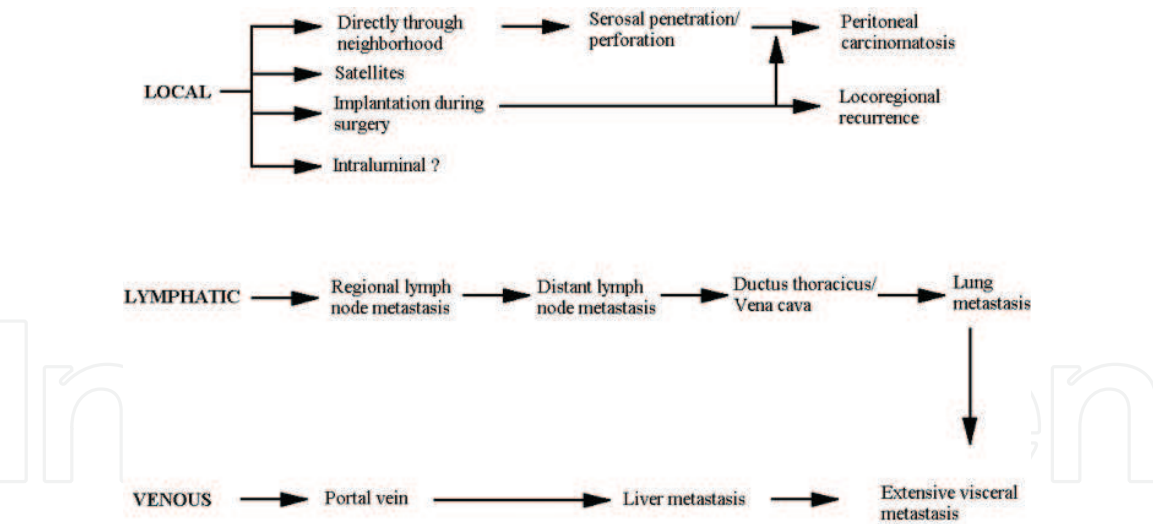 Directly through
neighborhood
Serosal penetration/
perforation
Peritoneal
carcinomatosis
Satellites
LOCAL
Implantation during
surgery
Locoregional
recurrence
Intraluminal ?
LYMPHATIC
Regional lymph
node metastasis
Distant lymph
node metastasis
Ductus thoracicus/
Vena cava
Lung
metastasis
VENOUS
Portal vein
Liver metastasis
Extensive visceral
metastasis